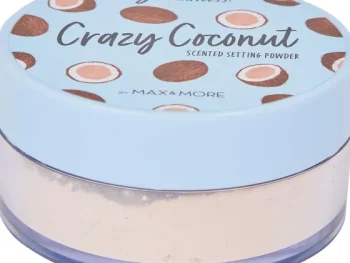 Crazy Coconut
SCENTED SETTING POWDER
BY MAX & MORE